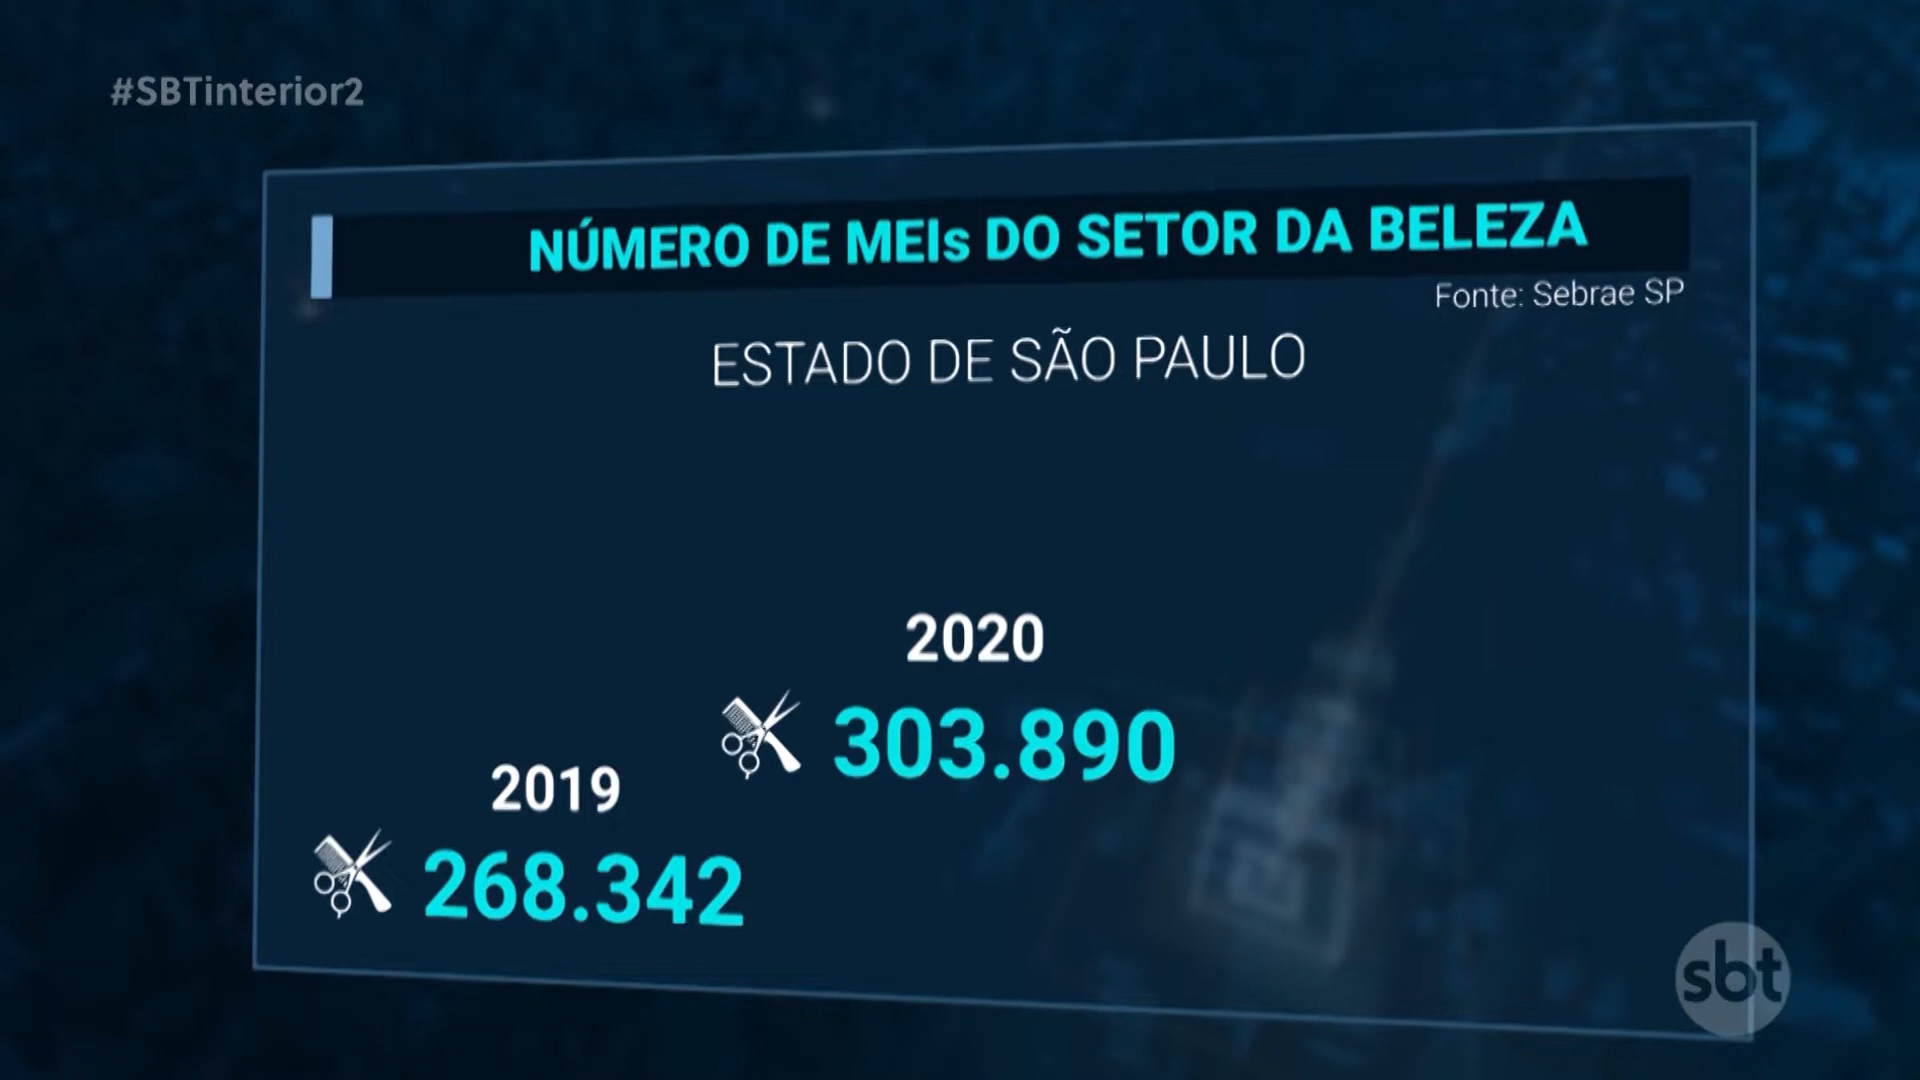 #SBTinterior2
NÚMERO DE MEIs DO SETOR DA BELEZA
Fonte: Sebrae SP
ESTADO DE SÃO PAULO
2020
303.890
2019
268.342
sbt